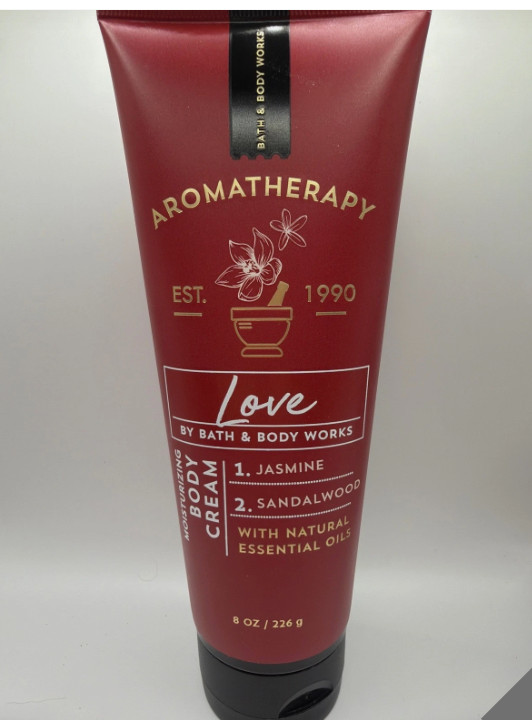 BATH & BODY WORKS
AROMATHERAPY
EST. 1990
Love
BY BATH & BODY WORKS
MOISTURIZING
BODY
CREAM
1. JASMINE
2. SANDALWOOD
WITH NATURAL
ESSENTIAL OILS
8 OZ / 226 g